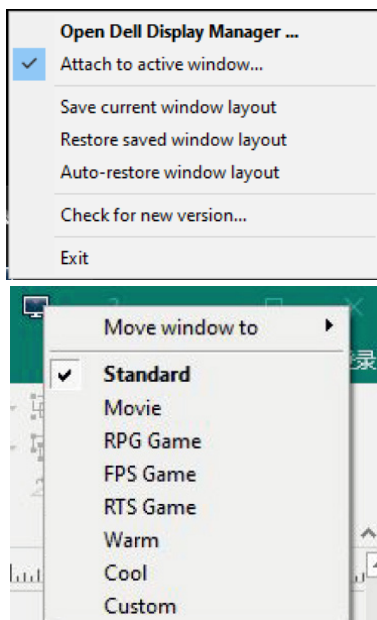 Open Dell Display Manager ...
Attach to active window...
Save current window layout
Restore saved window layout
Auto-restore window layout
Check for new version...
Exit
?
Move window to
录
Standard
Movie
RPG Game
FPS Game
RTS Game
Warm
Cool
Custom